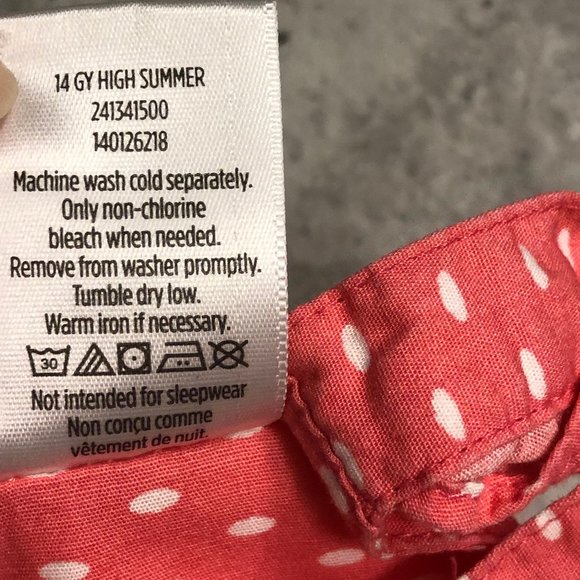 14 GY HIGH SUMMER
241341500
140126218
Machine wash cold separately.
Only non-chlorine
bleach when needed.
Remove from washer promptly.
Tumble dry low.
Warm iron if necessary.
30
Not intended for sleepwear
Non conçu comme
vêtement de nuit.